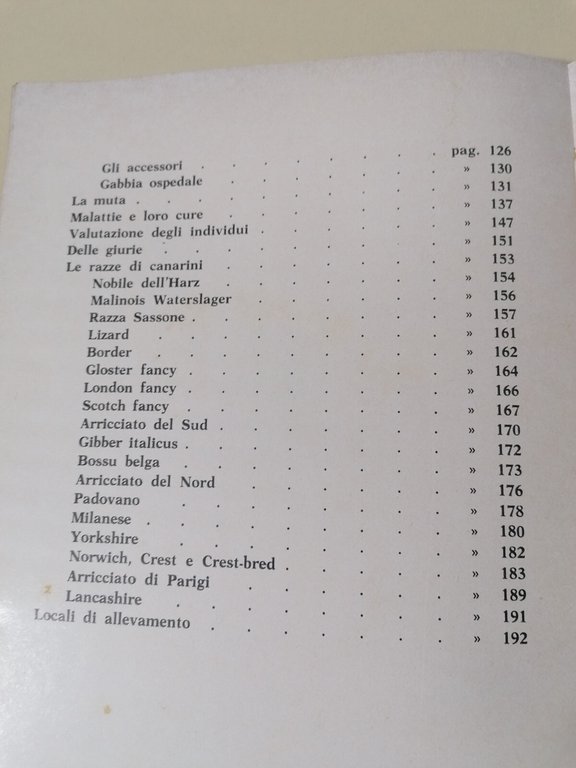 Gli accessori . . . . . . . . pag. 126
Gabbia ospedale . . . . . . . » 130
La muta . . . . . . . . . . » 131
Malattie e loro cure . . . . . . . » 137
Valutazione degli individui . . . . . . » 147
Delle giurie . . . . . . . . . » 151
Le razze di canarini . . . . . . . » 153
Nobile dell'Harz . . . . . . . » 154
Malinois Waterslager . . . . . . » 156
Razza Sassone . . . . . . . . » 157
Lizard . . . . . . . . . » 161
Border . . . . . . . . . » 162
Gloster fancy . . . . . . . . » 164
London fancy . . . . . . . . » 166
Scotch fancy . . . . . . . . » 167
Arricciato del Sud . . . . . . . » 170
Gibber italicus . . . . . . . . » 172
Bossu belga . . . . . . . . » 173
Arricciato del Nord . . . . . . » 176
Padovano . . . . . . . . » 178
Milanese . . . . . . . . . » 180
Yorkshire . . . . . . . . » 182
Norwich, Crest e Crest-bred . . . . . » 183
Arricciato di Parigi . . . . . . » 189
Lancashire . . . . . . . . » 191
Locali di allevamento . . . . . . . » 192